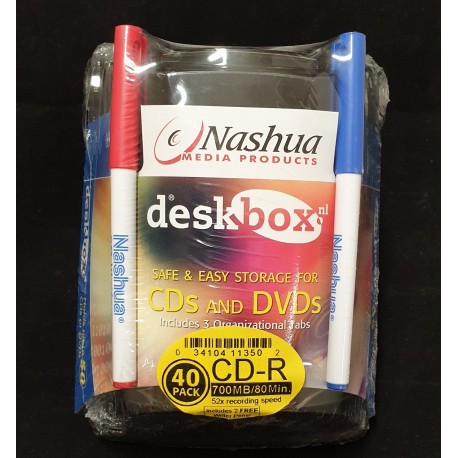 Nashua
MEDIA PRODUCTS
deskbox.nl
SAFE & EASY STORAGE FOR
CDs AND DVDs
Includes 3 Organizational Tabs
0 34104 11350 2
40
PACK
CD-R
700MB/80Min.
52x recording speed
Includes 2 FREE
Nashua®
Nashua®
deskbox